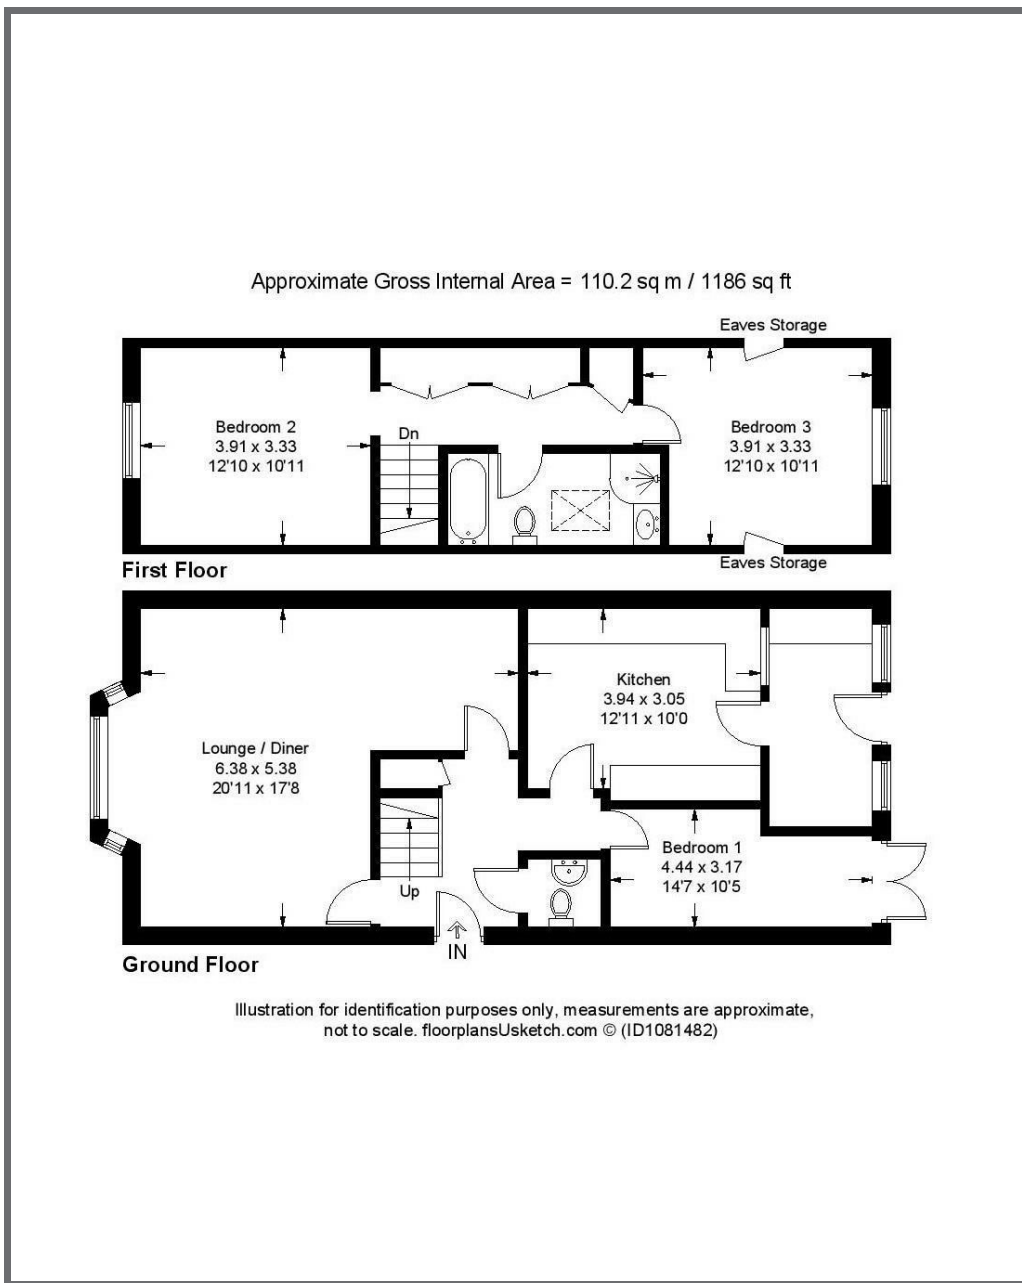 Approximate Gross Internal Area = 110.2 sq m / 1186 sq ft
Eaves Storage
Bedroom 2
3.91 x 3.33
12'10 x 10'11
Dn
Bedroom 3
3.91 x 3.33
12'10 x 10'11
First Floor
Eaves Storage
Kitchen
3.94 x 3.05
12'11 x 10'0
Lounge / Diner
6.38 x 5.38
20'11 x 17'8
Bedroom 1
4.44 x 3.17
14'7 x 10'5
Up
IN
Ground Floor
Illustration for identification purposes only, measurements are approximate,
not to scale. floorplansUsketch.com © (ID1081482)